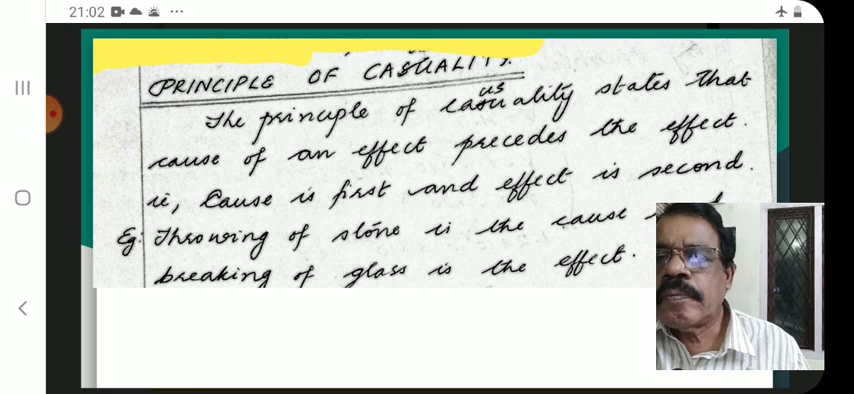 21:02
PRINCIPLE OF CASUALITY.
The principle of causality states that
cause of an effect precedes the effect.
ie, Cause is first and effect is second.
Eg: Throwing of stone is the cause
breaking of glass is the effect.